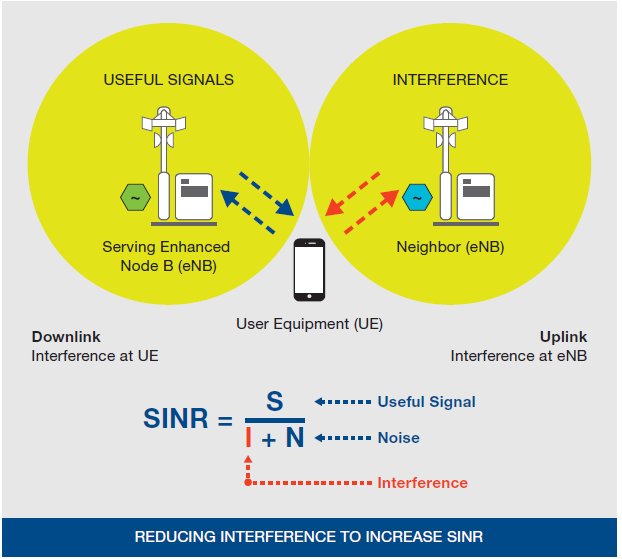 USEFUL SIGNALS
INTERFERENCE
~
~
Serving Enhanced
Node B (eNB)
Neighbor (eNB)
User Equipment (UE)
Downlink
Interference at UE
Uplink
Interference at eNB
SINR = S
I + N
Useful Signal
Noise
Interference
REDUCING INTERFERENCE TO INCREASE SINR